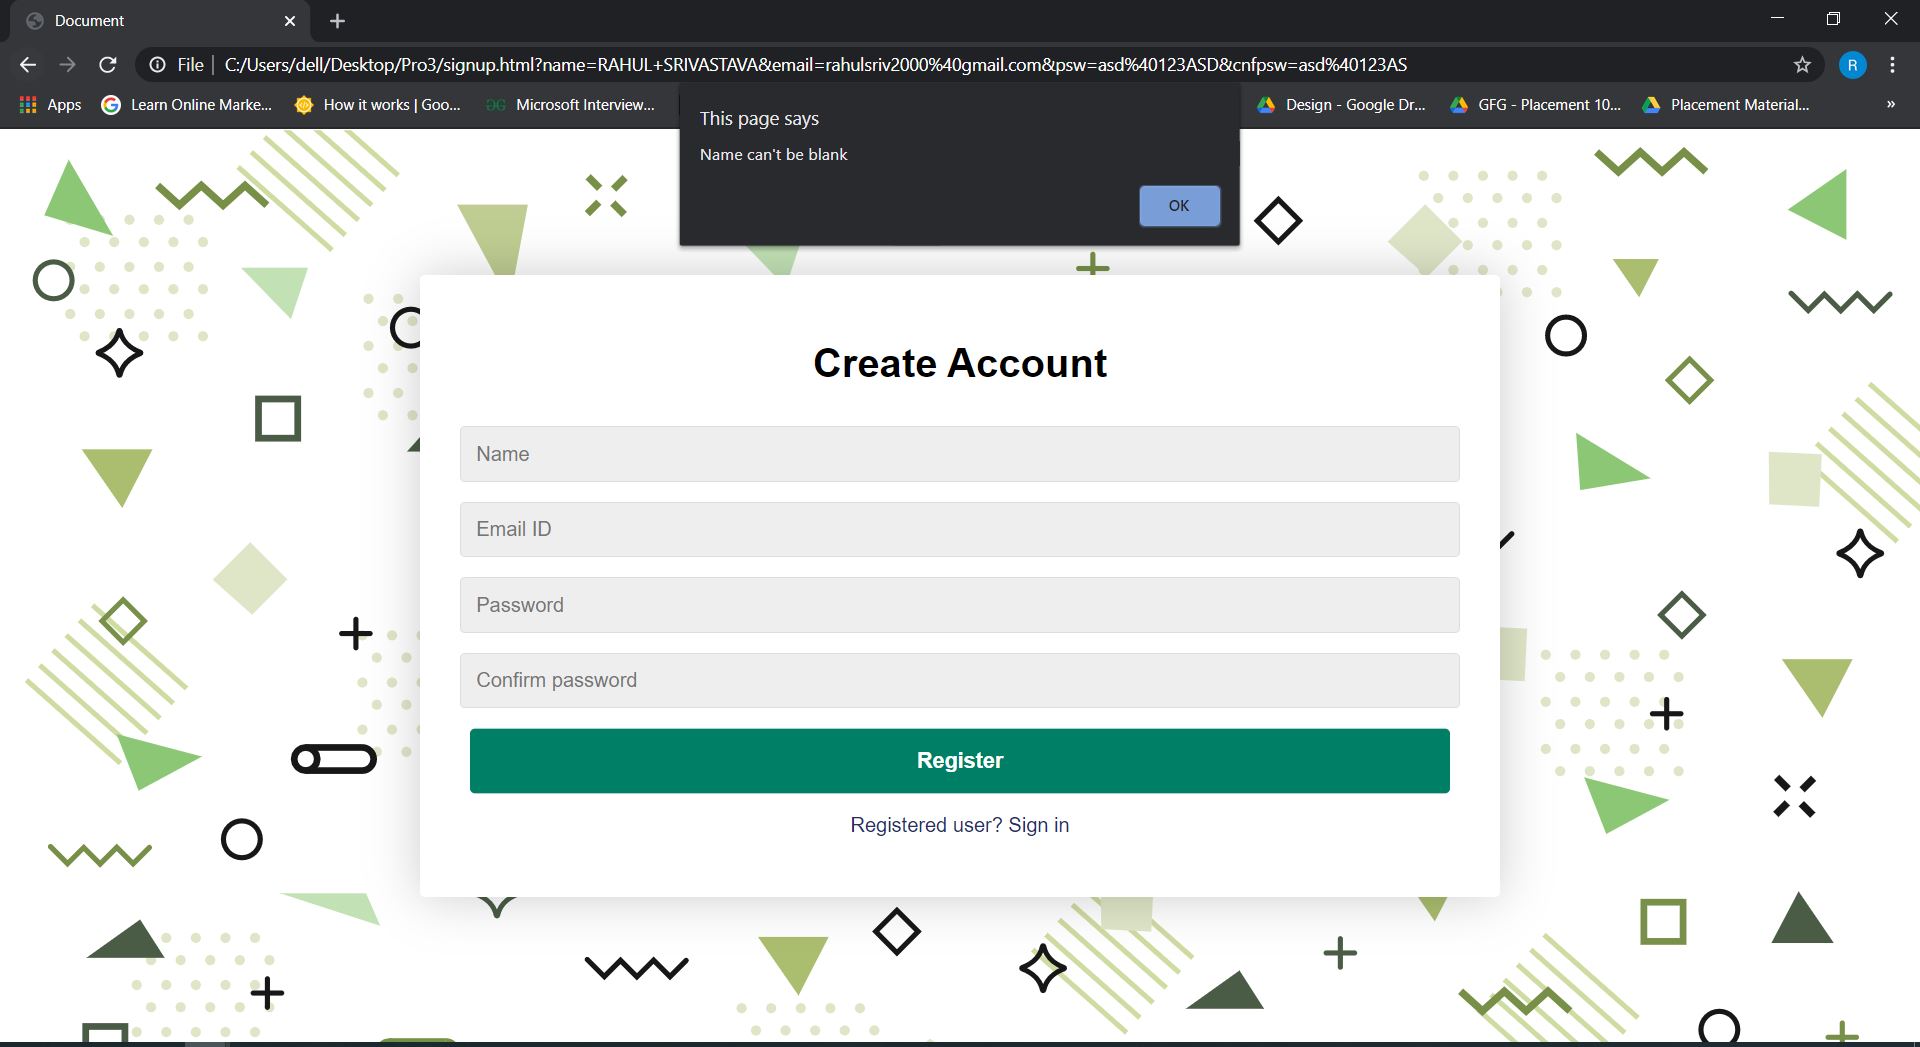 Document
File
C:/Users/dell/Desktop/Pro3/signup.html?name=RAHUL+SRIVASTAVA&email=rahulsriv2000%40gmail.com&psw=asd%40123ASD&cnfpsw=asd%40123AS
R
Apps
Learn Online Marke...
How it works | Goo...
Microsoft Interview...
Design - Google Dr...
GFG - Placement 10...
Placement Material...
»
This page says
Name can't be blank
OK
Create Account
Name
Email ID
Password
Confirm password
Register
Registered user? Sign in